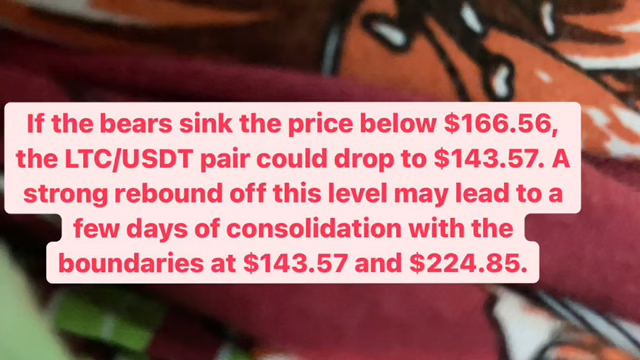 If the bears sink the price below $166.56,
the LTC/USDT pair could drop to $143.57. A
strong rebound off this level may lead to a
few days of consolidation with the
boundaries at $143.57 and $224.85.